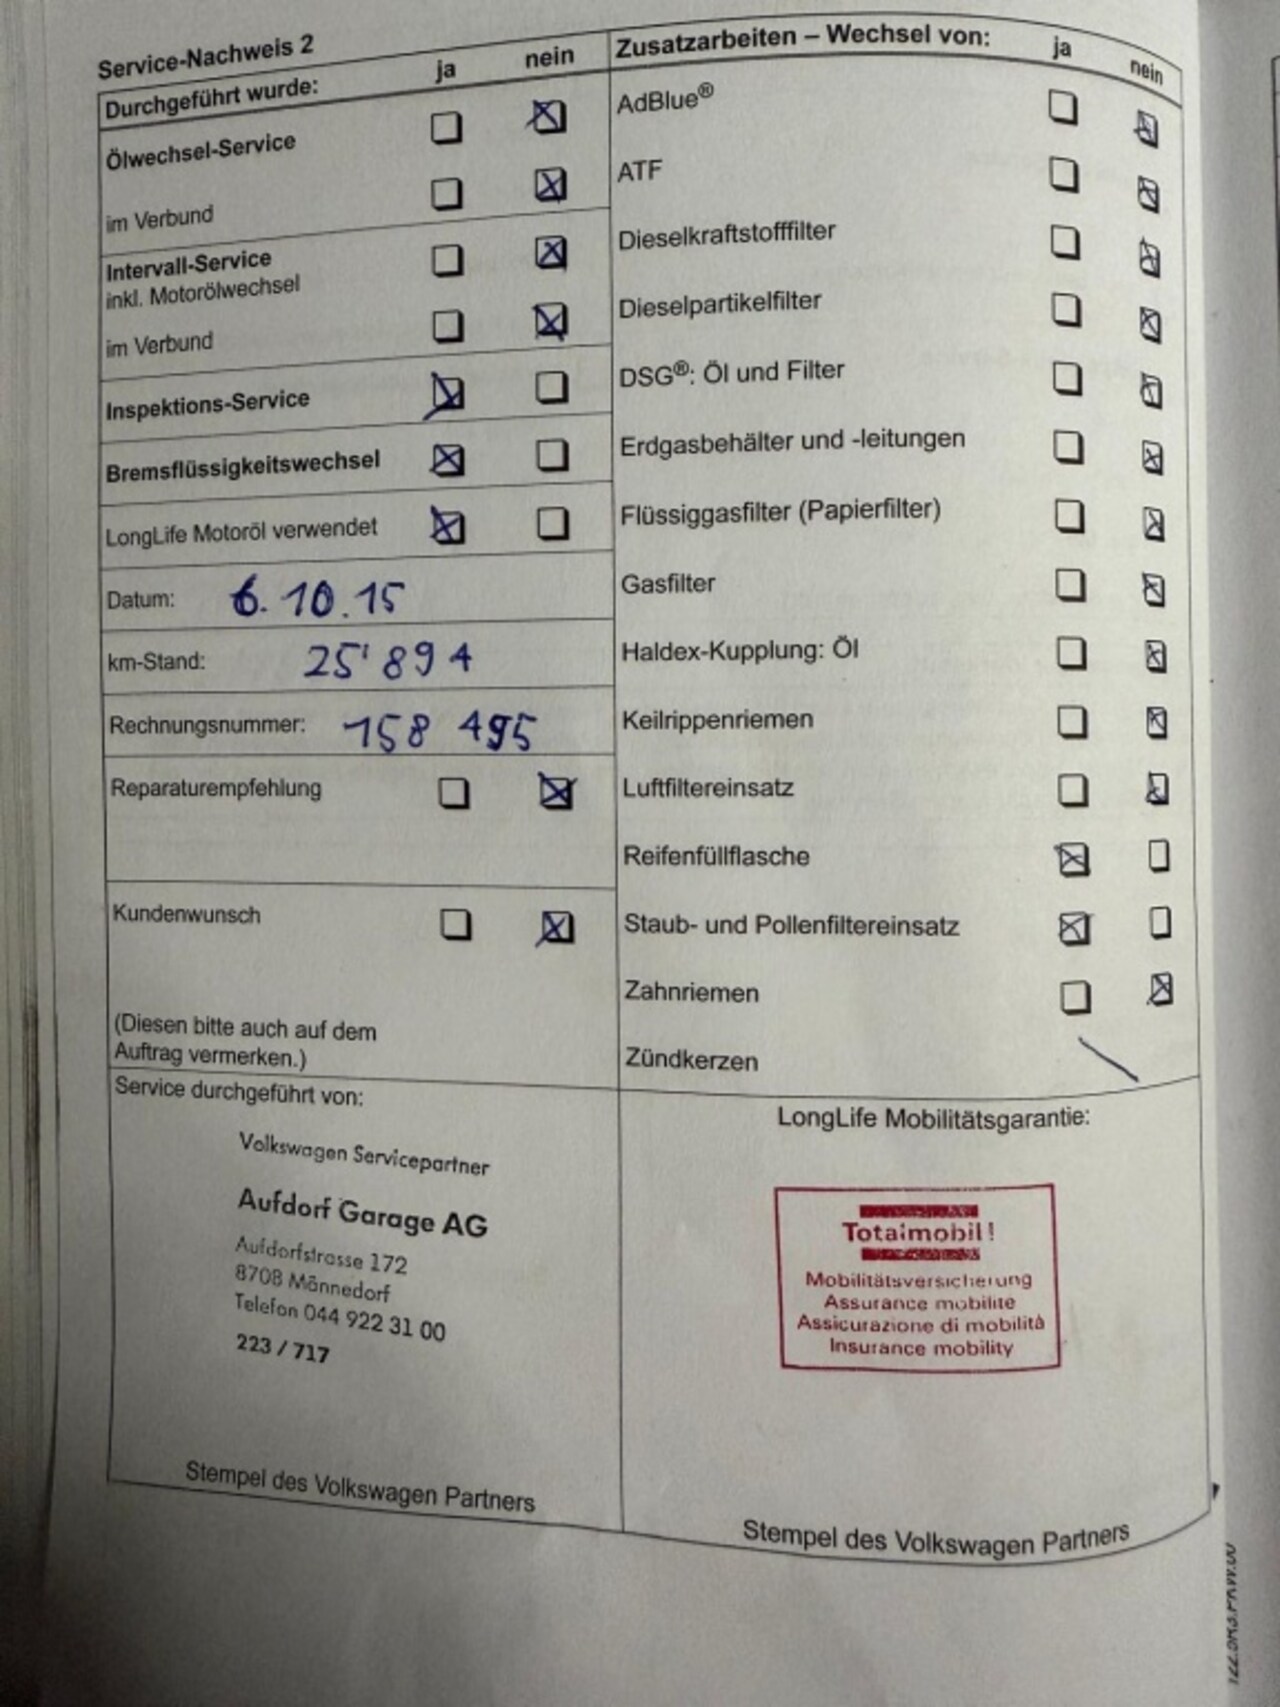 Service-Nachweis 2
Durchgeführt wurde: ja nein
Ölwechsel-Service
im Verbund
Intervall-Service
inkl. Motorölwechsel
im Verbund
Inspektions-Service
Bremsflüssigkeitswechsel
LongLife Motoröl verwendet
Datum: 6.10.15
km-Stand: 25'894
Rechnungsnummer: 158 495
Reparaturempfehlung
Kundenwunsch
(Diesen bitte auch auf dem
Auftrag vermerken.)
Service durchgeführt von:
Volkswagen Servicepartner
Aufdorf Garage AG
Aufdorfstrasse 172
8708 Männedorf
Telefon 044 922 31 00
223 / 717
Stempel des Volkswagen Partners
Zusatzarbeiten – Wechsel von: ja nein
AdBlue®
ATF
Dieselkraftstofffilter
Dieselpartikelfilter
DSG®: Öl und Filter
Erdgasbehälter und -leitungen
Flüssiggasfilter (Papierfilter)
Gasfilter
Haldex-Kupplung: Öl
Keilrippenriemen
Luftfiltereinsatz
Reifenfüllflasche
Staub- und Pollenfiltereinsatz
Zahnriemen
Zündkerzen
LongLife Mobilitätsgarantie:
Totalmobil!
Mobilitätsversicherung
Assurance mobilite
Assicurazione di mobilità
Insurance mobility
Stempel des Volkswagen Partners